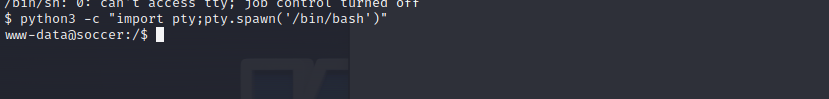 /bin/sh: 0: can't access tty; job control turned off
$ python3 -c "import pty;pty.spawn('/bin/bash')"
www-data@soccer:/$